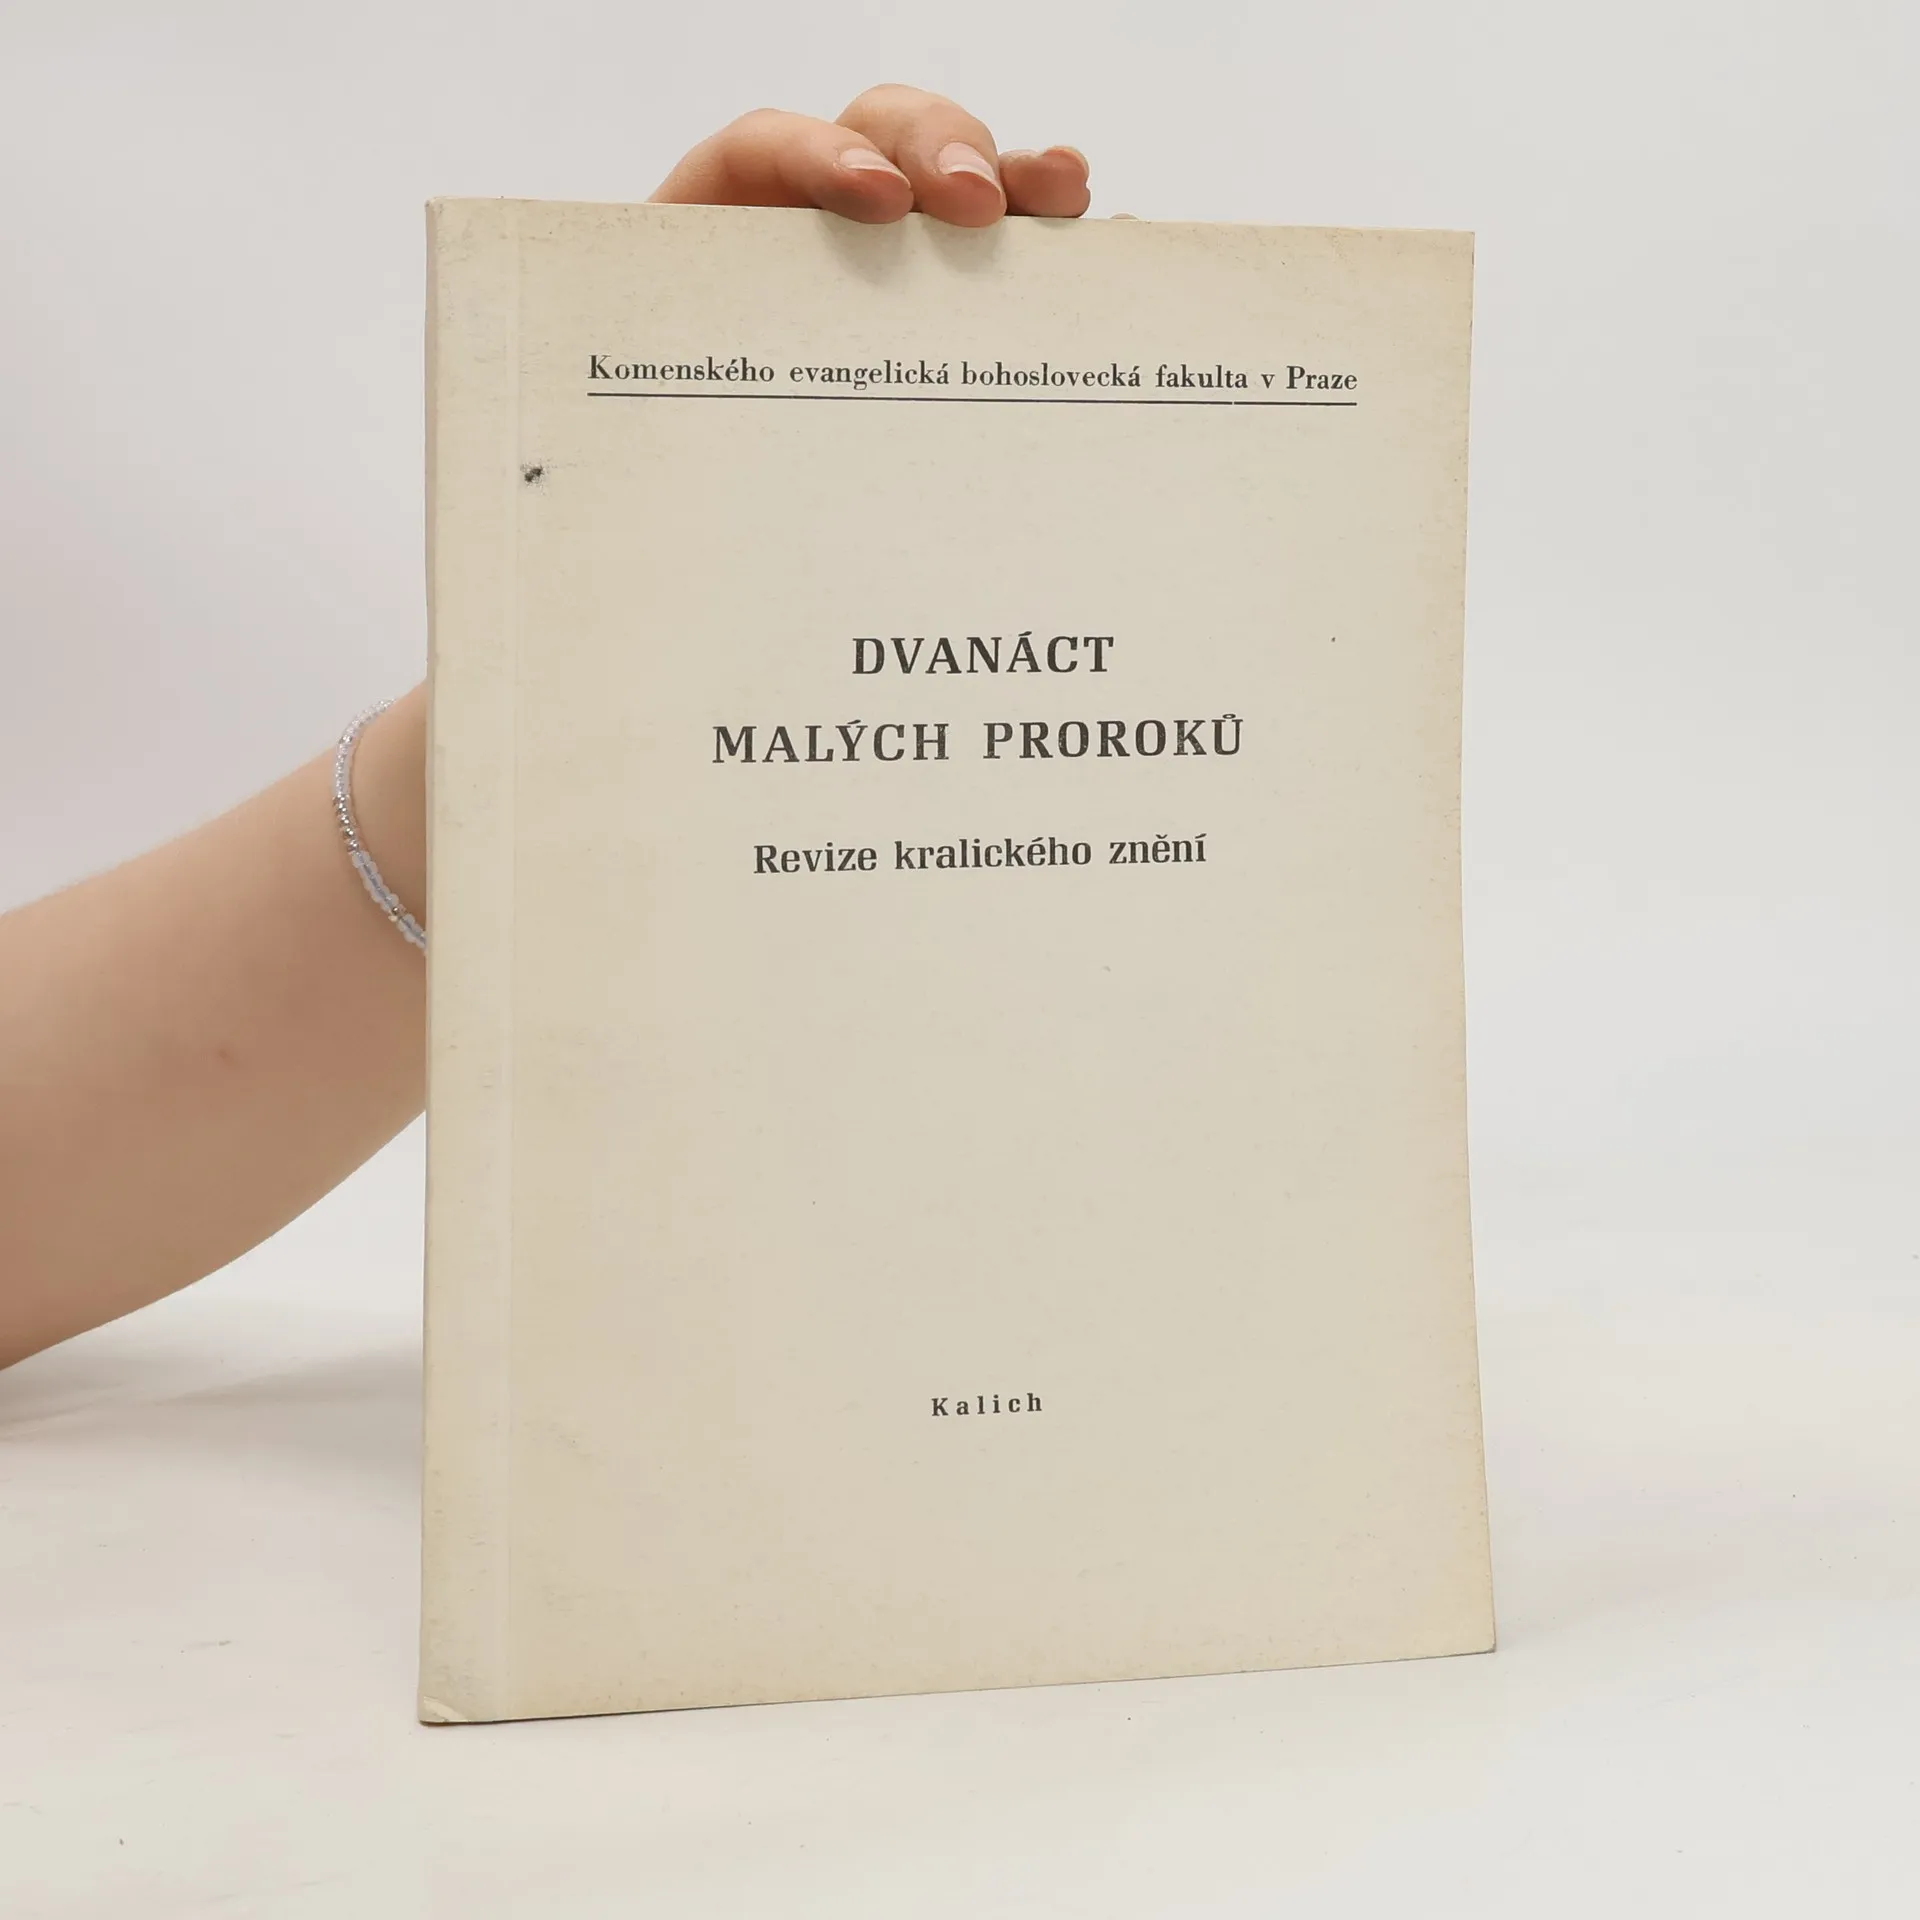 Komenského evangelická bohoslovecká fakulta v Praze
DVANÁCT
MALÝCH PROROKŮ
Revize kralického znění
Kalich